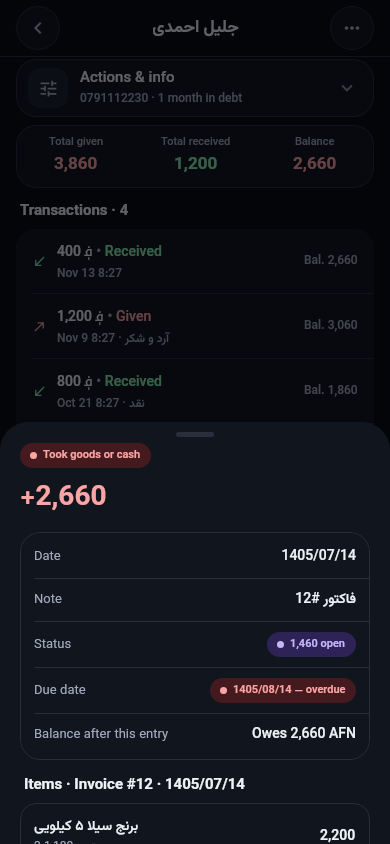 جلیل احمدی
Actions & info
0791112230 · 1 month in debt
Total given
Total received
Balance
3,860
1,200
2,660
Transactions · 4
400 ؋ • Received
Nov 13 8:27
Bal. 2,660
1,200 ؋ • Given
Nov 9 8:27 · آرد و شکر
Bal. 3,060
800 ؋ • Received
Oct 21 8:27 · نقد
Bal. 1,860
Took goods or cash
+2,660
Date
1405/07/14
Note
فاکتور #12
Status
1,460 open
Due date
1405/08/14 — overdue
Balance after this entry
Owes 2,660 AFN
Items · Invoice #12 · 1405/07/14
برنج سیلا ۵ کیلویی
2,200